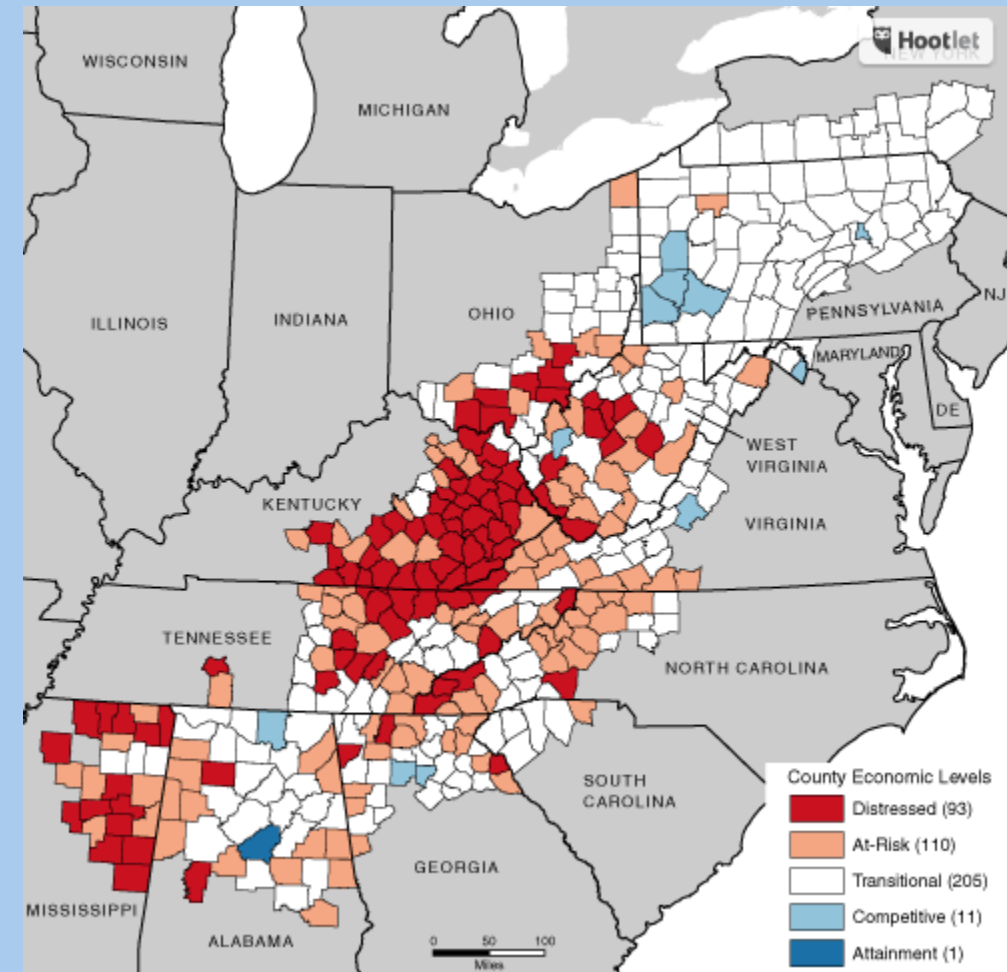 Hootlet
NEW YORK
WISCONSIN
MICHIGAN
ILLINOIS
INDIANA
OHIO
PENNSYLVANIA
NJ
MARYLAND
DE
WEST
VIRGINIA
KENTUCKY
VIRGINIA
TENNESSEE
NORTH CAROLINA
SOUTH
CAROLINA
GEORGIA
MISSISSIPPI
ALABAMA
0 50 100
Miles
County Economic Levels
Distressed (93)
At-Risk (110)
Transitional (205)
Competitive (11)
Attainment (1)